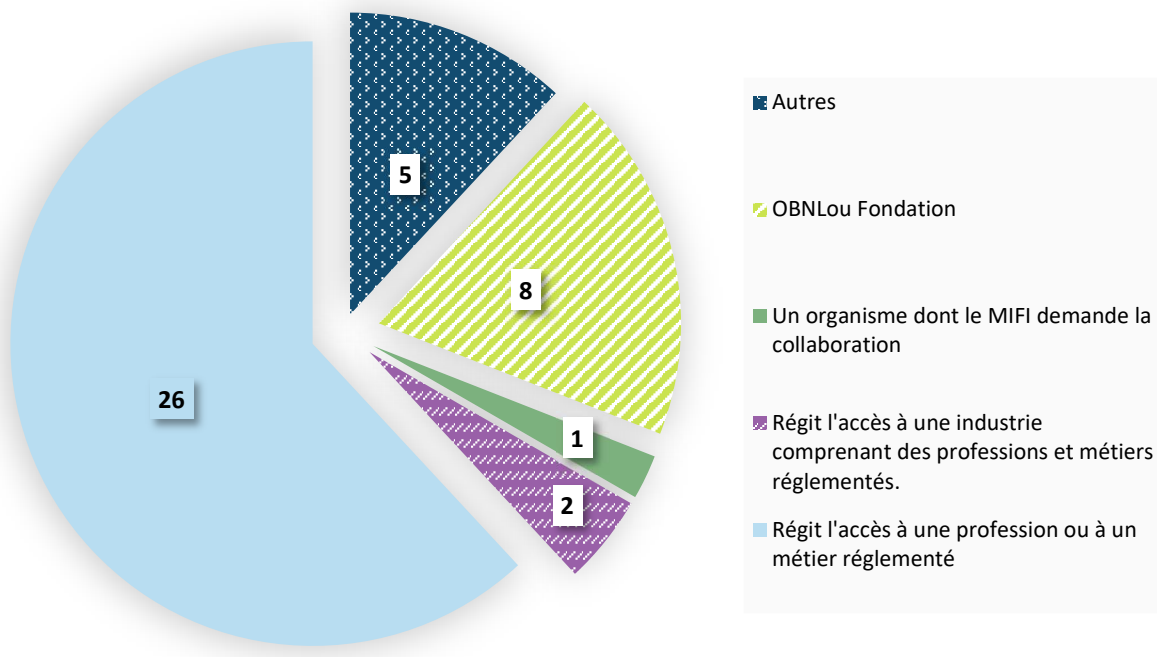 5
8
1
2
26
Autres
OBNLou Fondation
Un organisme dont le MIFI demande la
collaboration
Régit l'accès à une industrie
comprenant des professions et métiers
réglementés.
Régit l'accès à une profession ou à un
métier réglementé